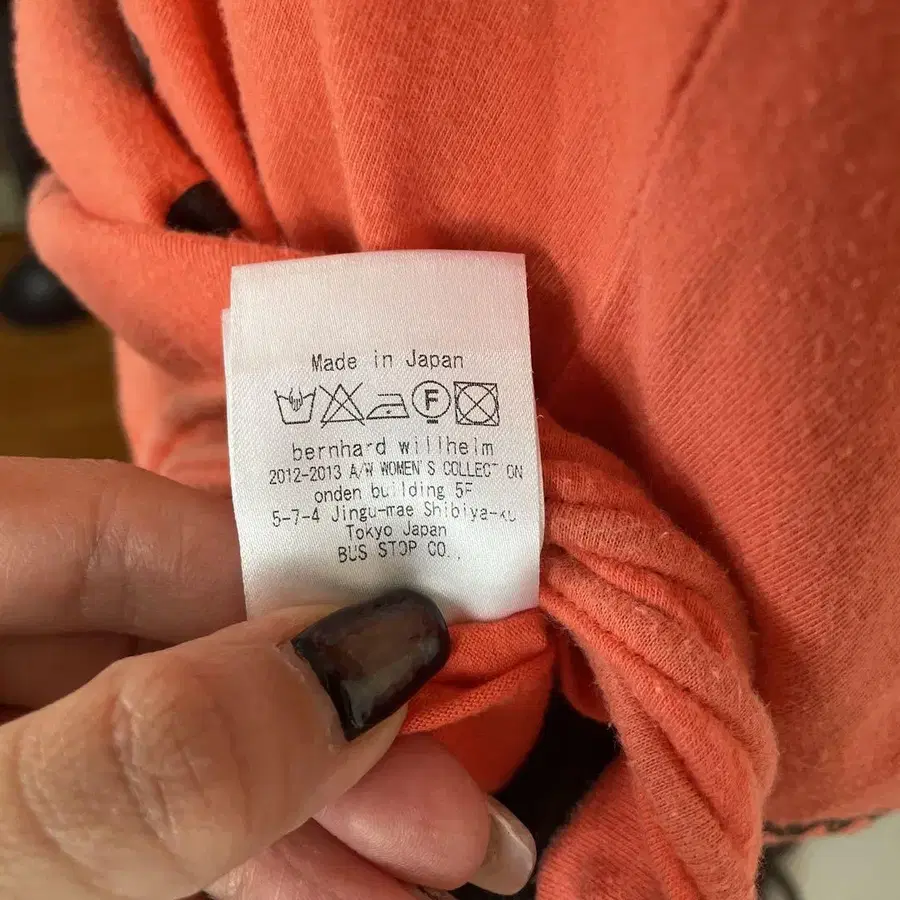 Made in Japan
F
bernhard willhelm
2012-2013 A/W WOMEN'S COLLECT ON
onden building 5F
5-7-4 Jingu-mae Shibiya-ku
Tokyo Japan
BUS STOP CO.,